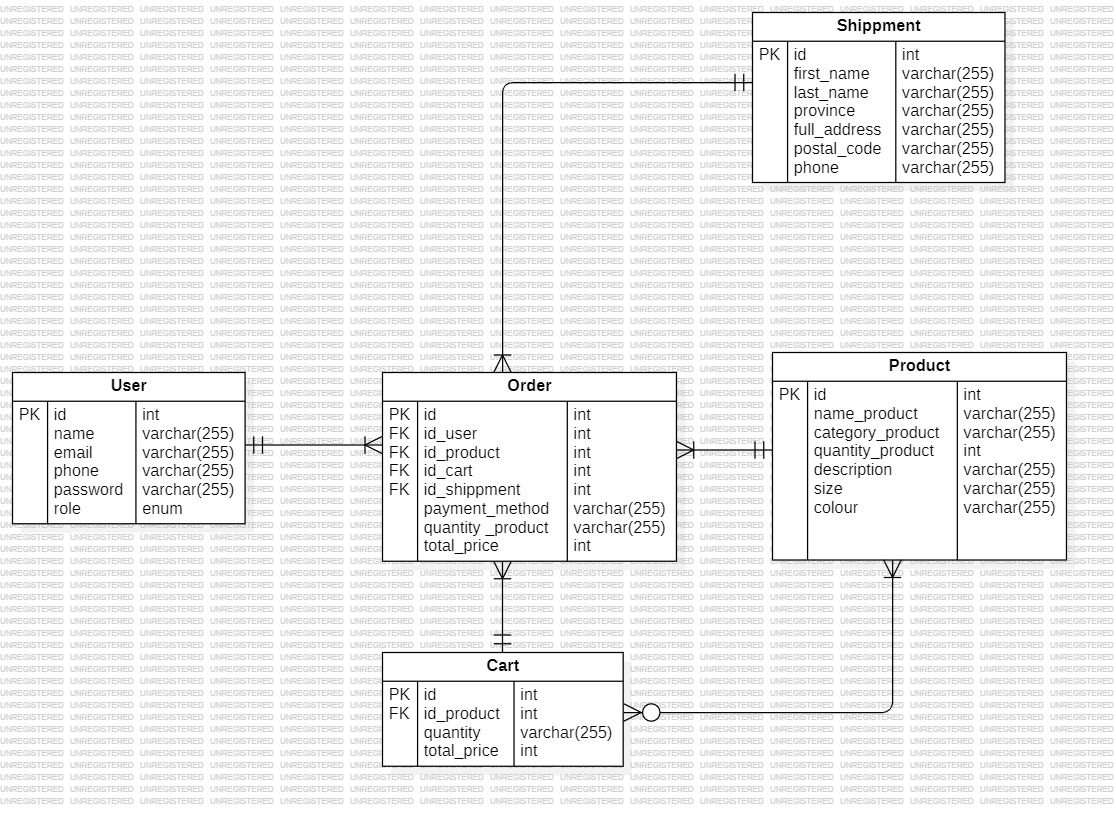 Shippment
PK id int
first_name varchar(255)
last_name varchar(255)
province varchar(255)
full_address varchar(255)
postal_code varchar(255)
phone varchar(255)
User
PK id int
name varchar(255)
email varchar(255)
phone varchar(255)
password varchar(255)
role enum
Order
PK id int
FK id_user int
FK id_product int
FK id_cart int
FK id_shippment int
payment_method varchar(255)
quantity _product varchar(255)
total_price int
Product
PK id int
name_product varchar(255)
category_product varchar(255)
quantity_product int
description varchar(255)
size varchar(255)
colour varchar(255)
Cart
PK id int
FK id_product int
quantity varchar(255)
total_price int
UNREGISTERED